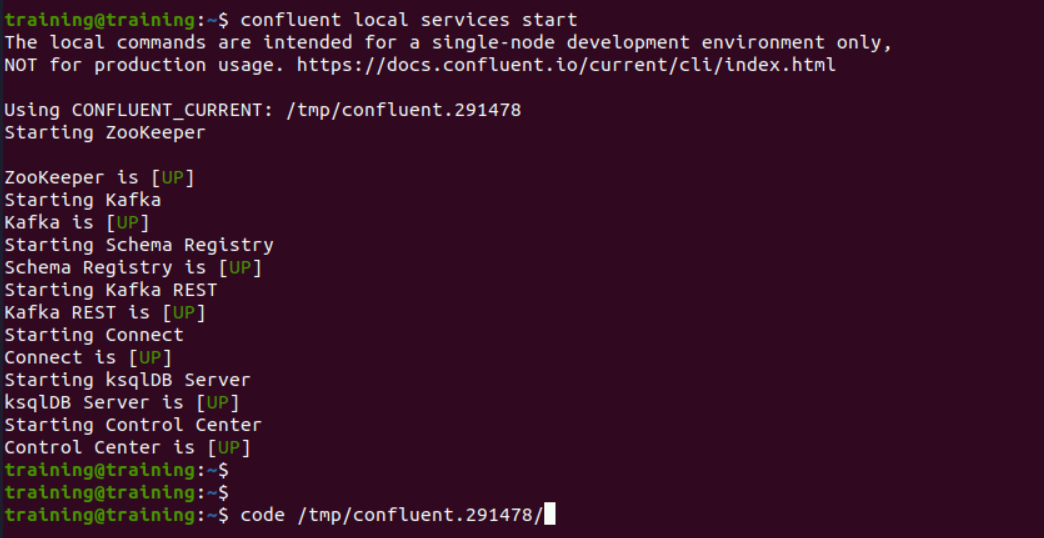 training@training:~$ confluent local services start
The local commands are intended for a single-node development environment only,
NOT for production usage. https://docs.confluent.io/current/cli/index.html
Using CONFLUENT_CURRENT: /tmp/confluent.291478
Starting ZooKeeper
ZooKeeper is [UP]
Starting Kafka
Kafka is [UP]
Starting Schema Registry
Schema Registry is [UP]
Starting Kafka REST
Kafka REST is [UP]
Starting Connect
Connect is [UP]
Starting ksqlDB Server
ksqlDB Server is [UP]
Starting Control Center
Control Center is [UP]
training@training:~$
training@training:~$
training@training:~$ code /tmp/confluent.291478/